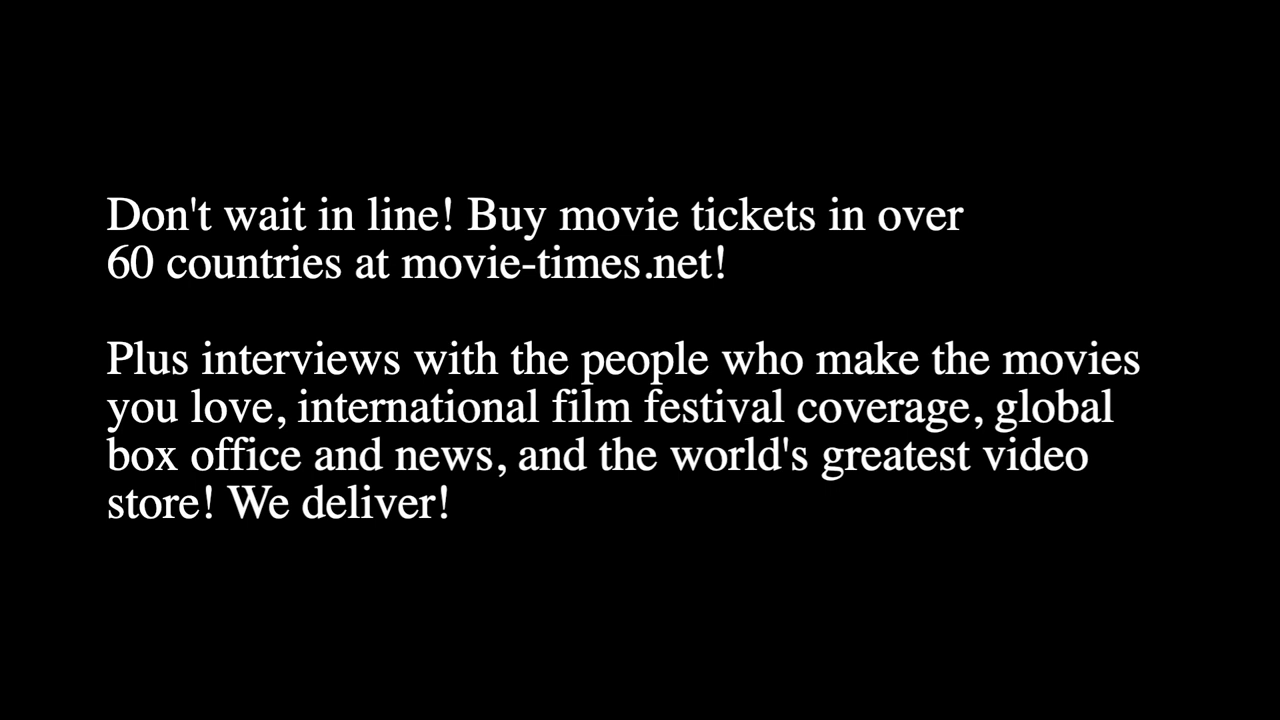 Don't wait in line! Buy movie tickets in over
60 countries at movie-times.net!
Plus interviews with the people who make the movies
you love, international film festival coverage, global
box office and news, and the world's greatest video
store! We deliver!